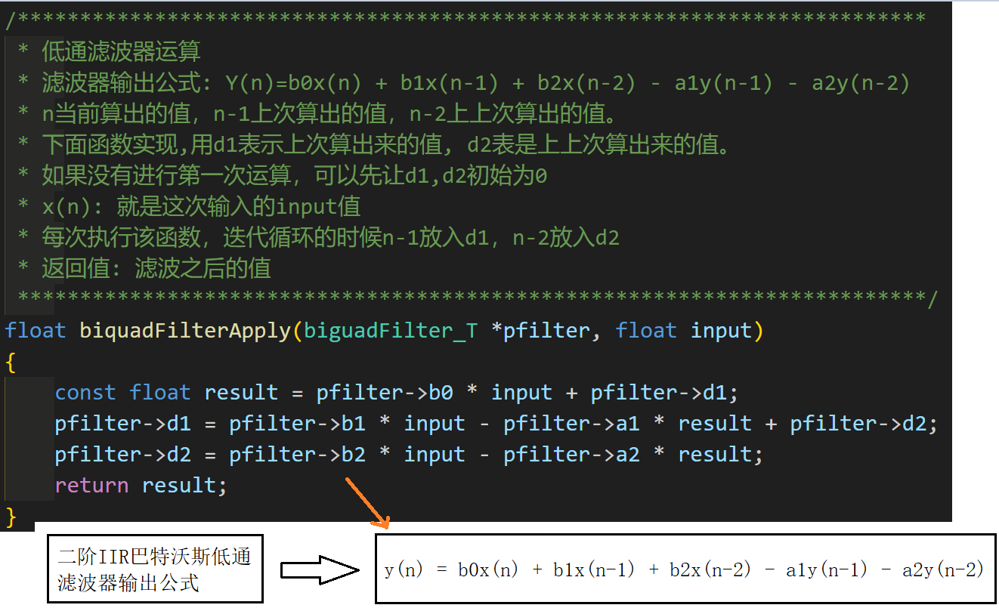 /*************************************************************************
* 低通滤波器运算
* 滤波器输出公式: Y(n)=b0x(n) + b1x(n-1) + b2x(n-2) - a1y(n-1) - a2y(n-2)
* n当前算出的值，n-1上次算出的值，n-2上上次算出的值。
* 下面函数实现,用d1表示上次算出来的值, d2表是上上次算出来的值。
* 如果没有进行第一次运算，可以先让d1,d2初始为0
* x(n): 就是这次输入的input值
* 每次执行该函数，迭代循环的时候n-1放入d1，n-2放入d2
* 返回值: 滤波之后的值
*************************************************************************/
float biquadFilterApply(biguadFilter_T *pfilter, float input)
{
const float result = pfilter->b0 * input + pfilter->d1;
pfilter->d1 = pfilter->b1 * input - pfilter->a1 * result + pfilter->d2;
pfilter->d2 = pfilter->b2 * input - pfilter->a2 * result;
return result;
}
二阶IIR巴特沃斯低通
滤波器输出公式
y(n) = b0x(n) + b1x(n-1) + b2x(n-2) - a1y(n-1) - a2y(n-2)